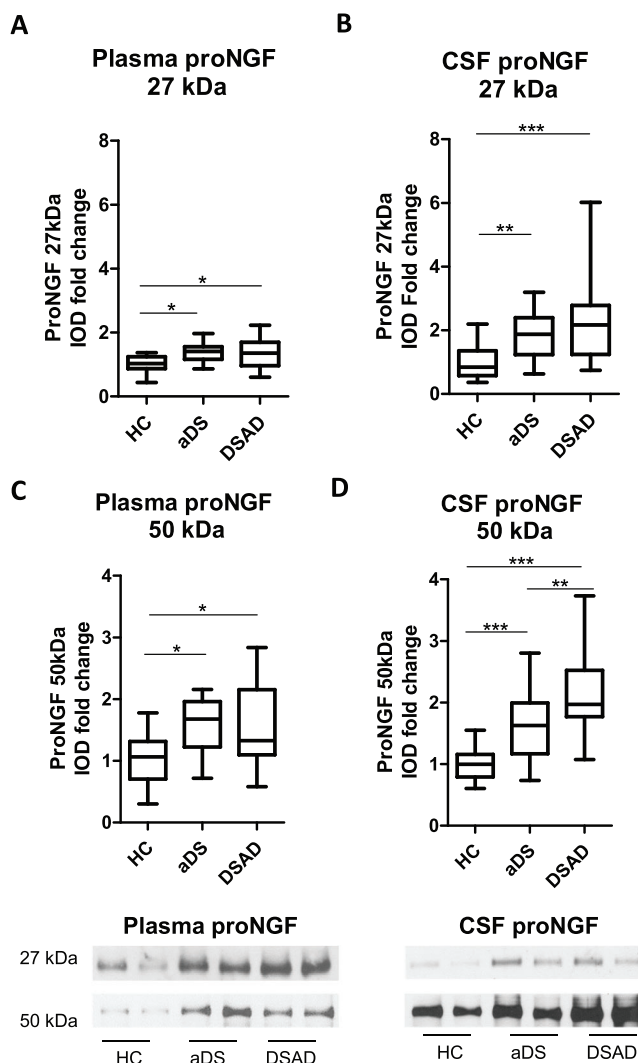 A
Plasma proNGF
27 kDa
ProNGF 27kDa
IOD fold change
8
6
4
2
0
*
*
HC
aDS
DSAD
B
CSF proNGF
27 kDa
ProNGF 27kDa
IOD Fold change
8
6
4
2
0
***
**
HC
aDS
DSAD
C
Plasma proNGF
50 kDa
ProNGF 50kDa
IOD fold change
4
3
2
1
0
*
*
HC
aDS
DSAD
D
CSF proNGF
50 kDa
ProNGF 50kDa
IOD fold change
4
3
2
1
0
***
**
***
HC
aDS
DSAD
Plasma proNGF
27 kDa
50 kDa
HC aDS DSAD
CSF proNGF
HC aDS DSAD